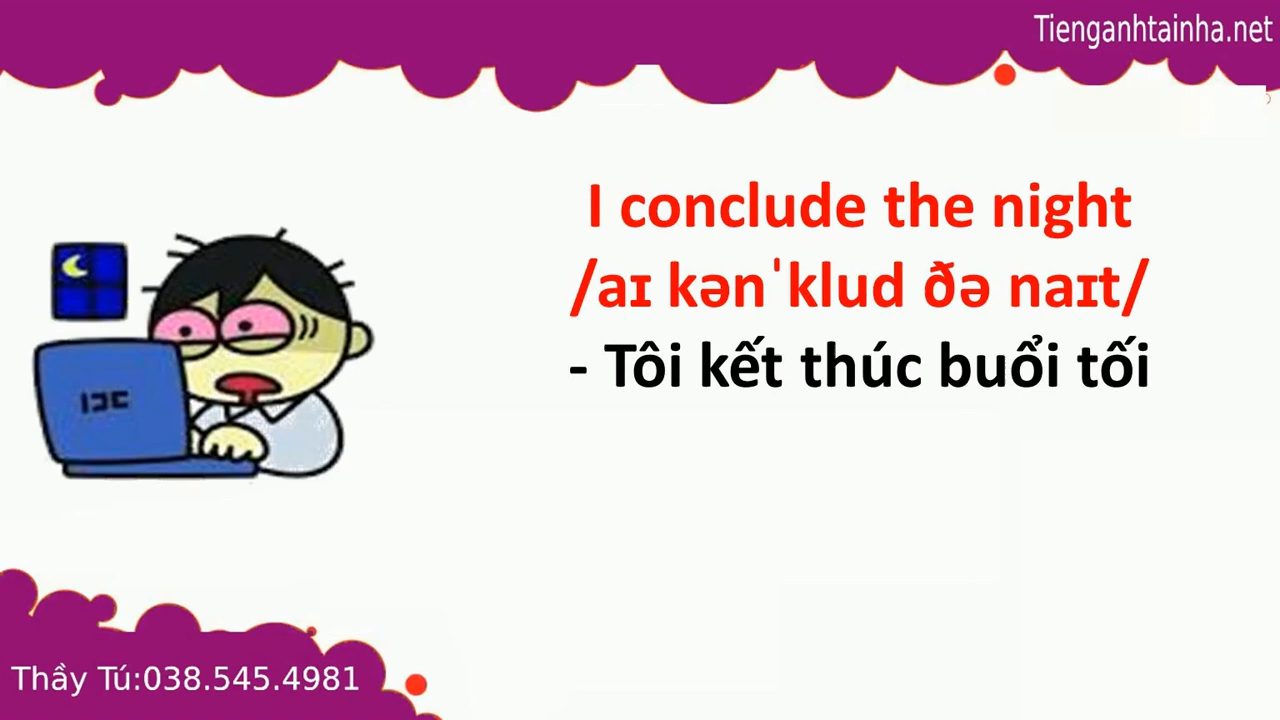 Tienganhtainha.net
I conclude the night
/aɪ kənˈklud ðə naɪt/
- Tôi kết thúc buổi tối
Thầy Tú:038.545.4981